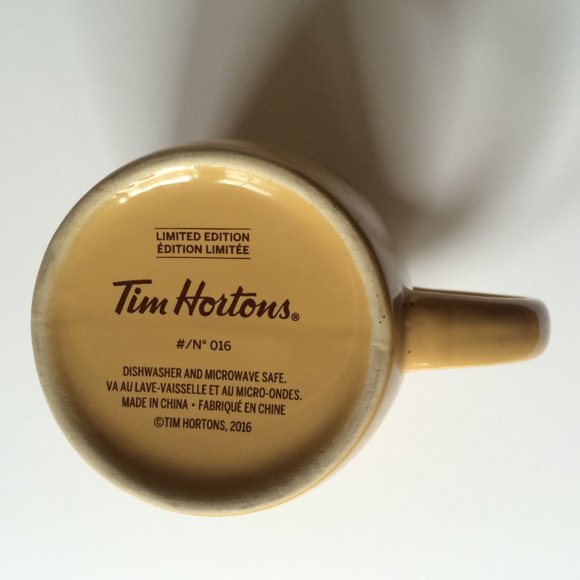 LIMITED EDITION
ÉDITION LIMITÉE
Tim Hortons®
#/N° 016
DISHWASHER AND MICROWAVE SAFE.
VA AU LAVE-VAISSELLE ET AU MICRO-ONDES.
MADE IN CHINA • FABRIQUÉ EN CHINE
©TIM HORTONS, 2016